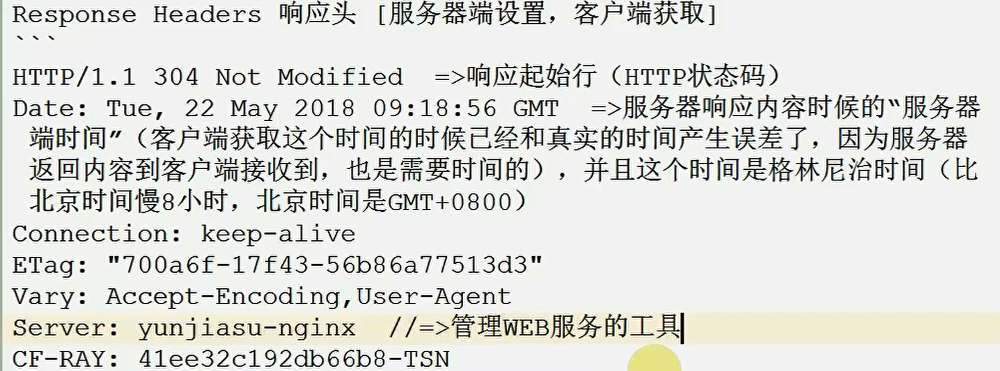 Response Headers 响应头 [服务器端设置，客户端获取]
```
HTTP/1.1 304 Not Modified  =>响应起始行（HTTP状态码）
Date: Tue, 22 May 2018 09:18:56 GMT  =>服务器响应内容时候的“服务器
端时间”（客户端获取这个时间的时候已经和真实的时间产生误差了，因为服务器
返回内容到客户端接收到，也是需要时间的），并且这个时间是格林尼治时间（比
北京时间慢8小时，北京时间是GMT+0800）
Connection: keep-alive
ETag: "700a6f-17f43-56b86a77513d3"
Vary: Accept-Encoding,User-Agent
Server: yunjiasu-nginx  //=>管理WEB服务的工具
CF-RAY: 41ee32c192db66b8-TSN